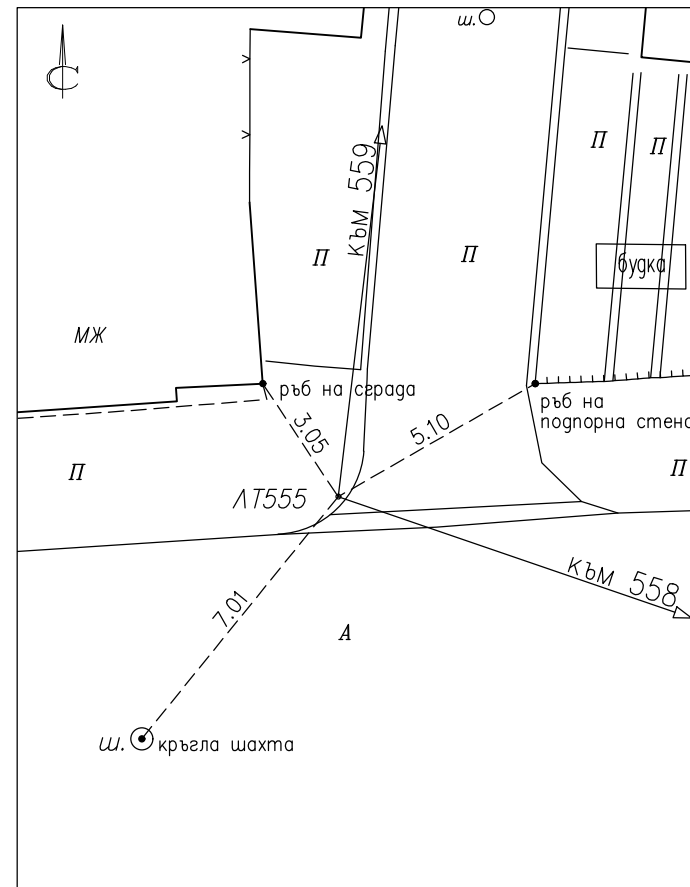 ш.
С
П
П
към 559
П
П
будка
МЖ
ръб на сграда
ръб на
подпорна стена
3.05
5.10
П
П
ЛТ555
към 558
7.01
А
ш.
кръгла шахта